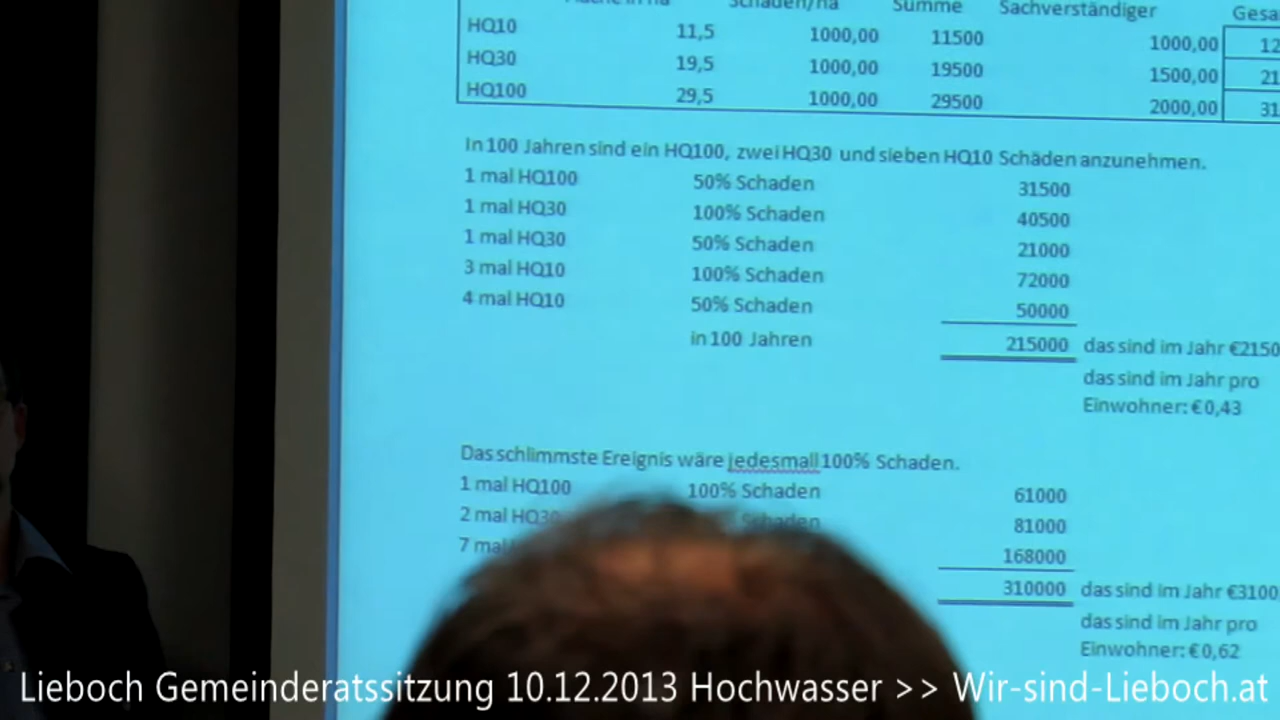 Schaden/ha Summe Sachverständiger
HQ10 11,5 1000,00 11500 1000,00 12
HQ30 19,5 1000,00 19500 1500,00 21
HQ100 29,5 1000,00 29500 2000,00 31
In 100 Jahren sind ein HQ100, zwei HQ30 und sieben HQ10 Schäden anzunehmen.
1 mal HQ100 50% Schaden 31500
1 mal HQ30 100% Schaden 40500
1 mal HQ30 50% Schaden 21000
3 mal HQ10 100% Schaden 72000
4 mal HQ10 50% Schaden 50000
in 100 Jahren 215000 das sind im Jahr €2150
das sind im Jahr pro
Einwohner: €0,43
Das schlimmste Ereignis wäre jedesmall 100% Schaden.
1 mal HQ100 100% Schaden 61000
2 mal HQ30 Schaden 81000
7 mal 168000
310000 das sind im Jahr €3100
das sind im Jahr pro
Einwohner: €0,62
Lieboch Gemeinderatssitzung 10.12.2013 Hochwasser >> Wir-sind-Lieboch.at